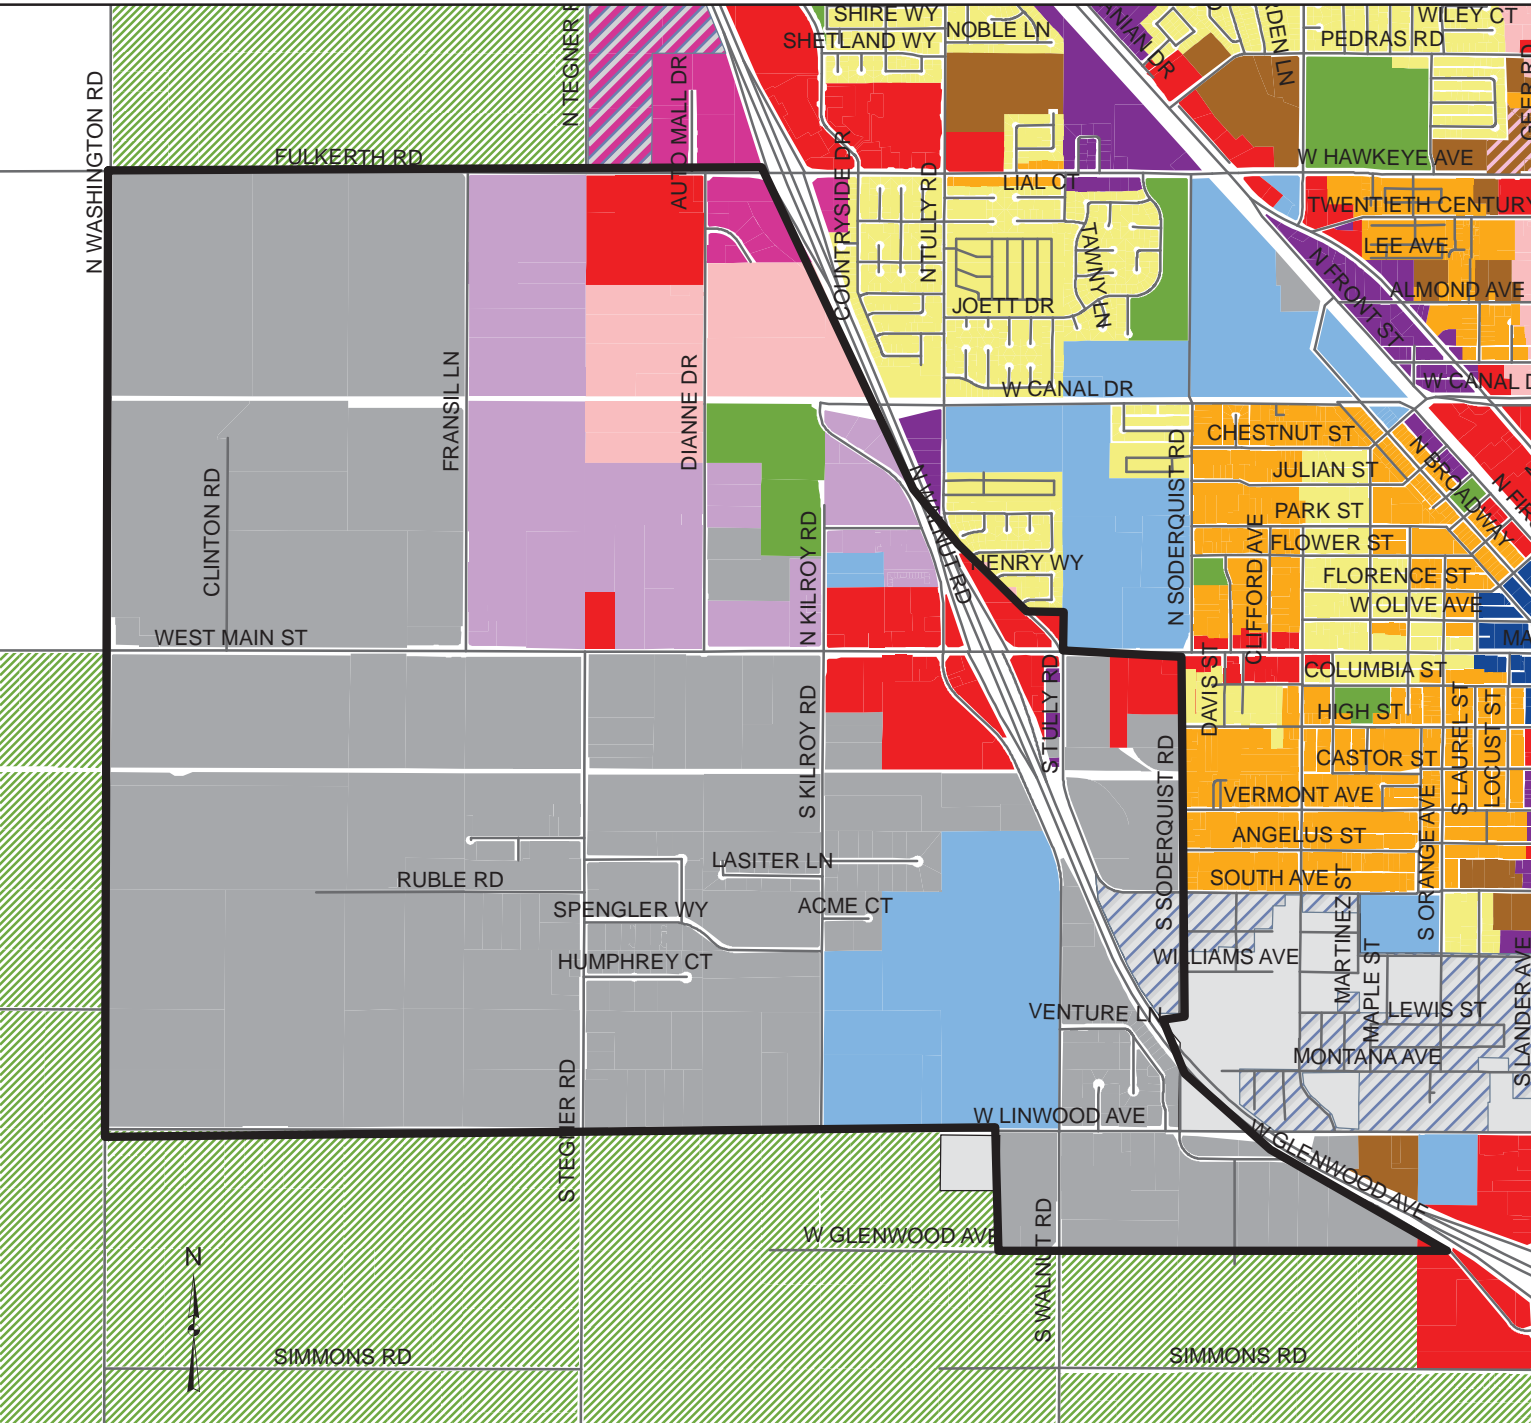 SHIRE WY
NOBLE LN
WILEY CT
SHETLAND WY
PEDRAS RD
N WASHINGTON RD
AUTO MALL DR
FULKERTH RD
W HAWKEYE AVE
COUNTRYSIDE DR
N TULLY RD
LIAL CT
TWENTIETH CENTURY
TAWNY LN
LEE AVE
N FRONT ST
ALMOND AVE
JOETT DR
FRANSIL LN
DIANNE DR
W CANAL DR
W CANAL D
CHESTNUT ST
N BROADWAY
JULIAN ST
CLINTON RD
N KILROY RD
N WALNUT RD
N SODERQUIST RD
PARK ST
CLIFFORD AVE
FLOWER ST
HENRY WY
FLORENCE ST
W OLIVE AVE
WEST MAIN ST
MA
COLUMBIA ST
S KILROY RD
S TULLY RD
DAVIS ST
HIGH ST
S LAUREL ST
LOCUST ST
S SODERQUIST RD
CASTOR ST
VERMONT AVE
ANGELUS ST
S ORANGE AVE
LASITER LN
RUBLE RD
SOUTH AVE
SPENGLER WY
ACME CT
MARTINEZ ST
HUMPHREY CT
WILLIAMS AVE
MAPLE ST
S LANDER AVE
VENTURE LN
LEWIS ST
MONTANA AVE
S TEGNER RD
W LINWOOD AVE
W GLENWOOD AVE
W GLENWOOD AVE
S WALNUT RD
N
SIMMONS RD
SIMMONS RD